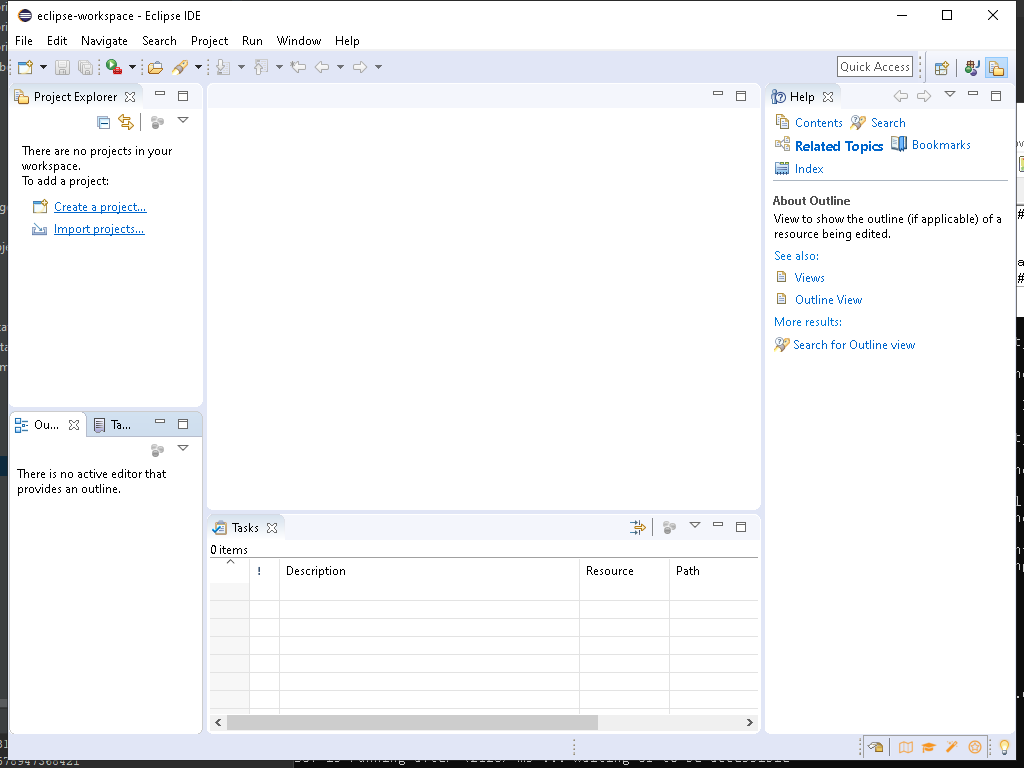 eclipse-workspace - Eclipse IDE
File Edit Navigate Search Project Run Window Help
Quick Access
Project Explorer
There are no projects in your
workspace.
To add a project:
Create a project...
Import projects...
Ou...
Ta...
There is no active editor that
provides an outline.
Tasks
0 items
! Description Resource Path
Help
Contents Search
Related Topics Bookmarks
Index
About Outline
View to show the outline (if applicable) of a
resource being edited.
See also:
Views
Outline View
More results:
Search for Outline view